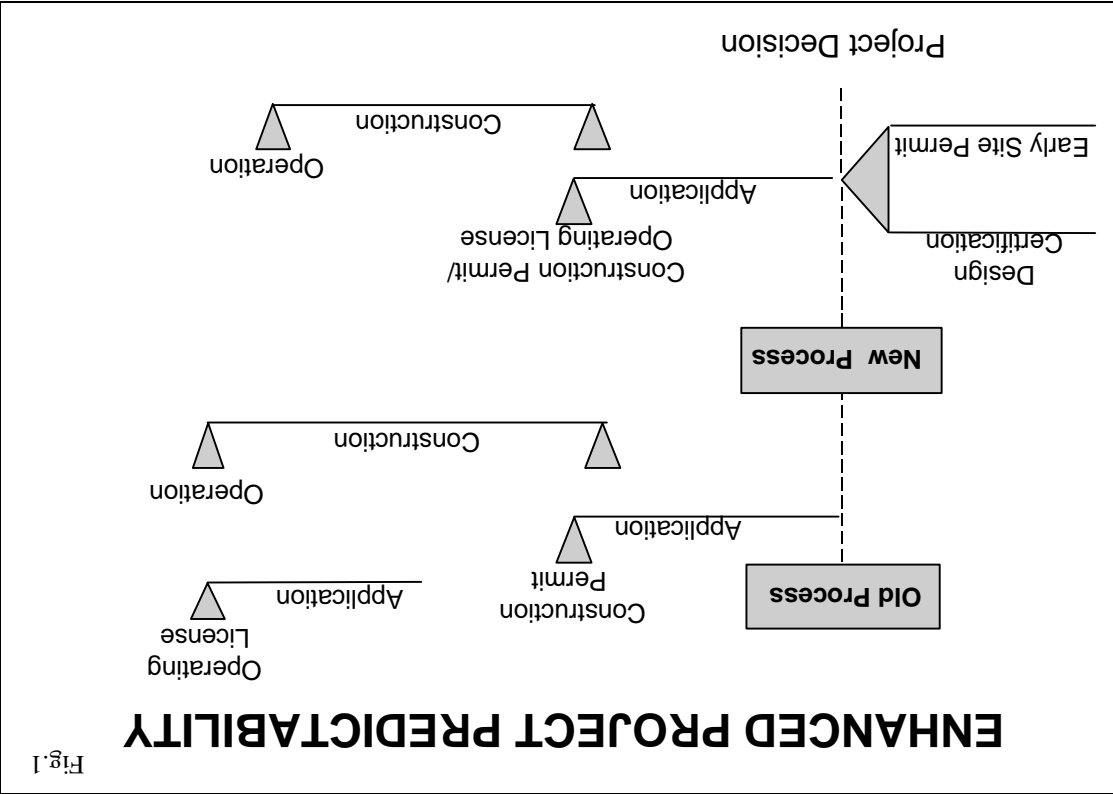 Fig.1
ENHANCED PROJECT PREDICTABILITY
Old Process
Construction
Permit
Application
Operating
License
Application
Construction
Operation
New Process
Design
Certification
Early Site Permit
Construction Permit/
Operating License
Application
Operation
Construction
Project Decision